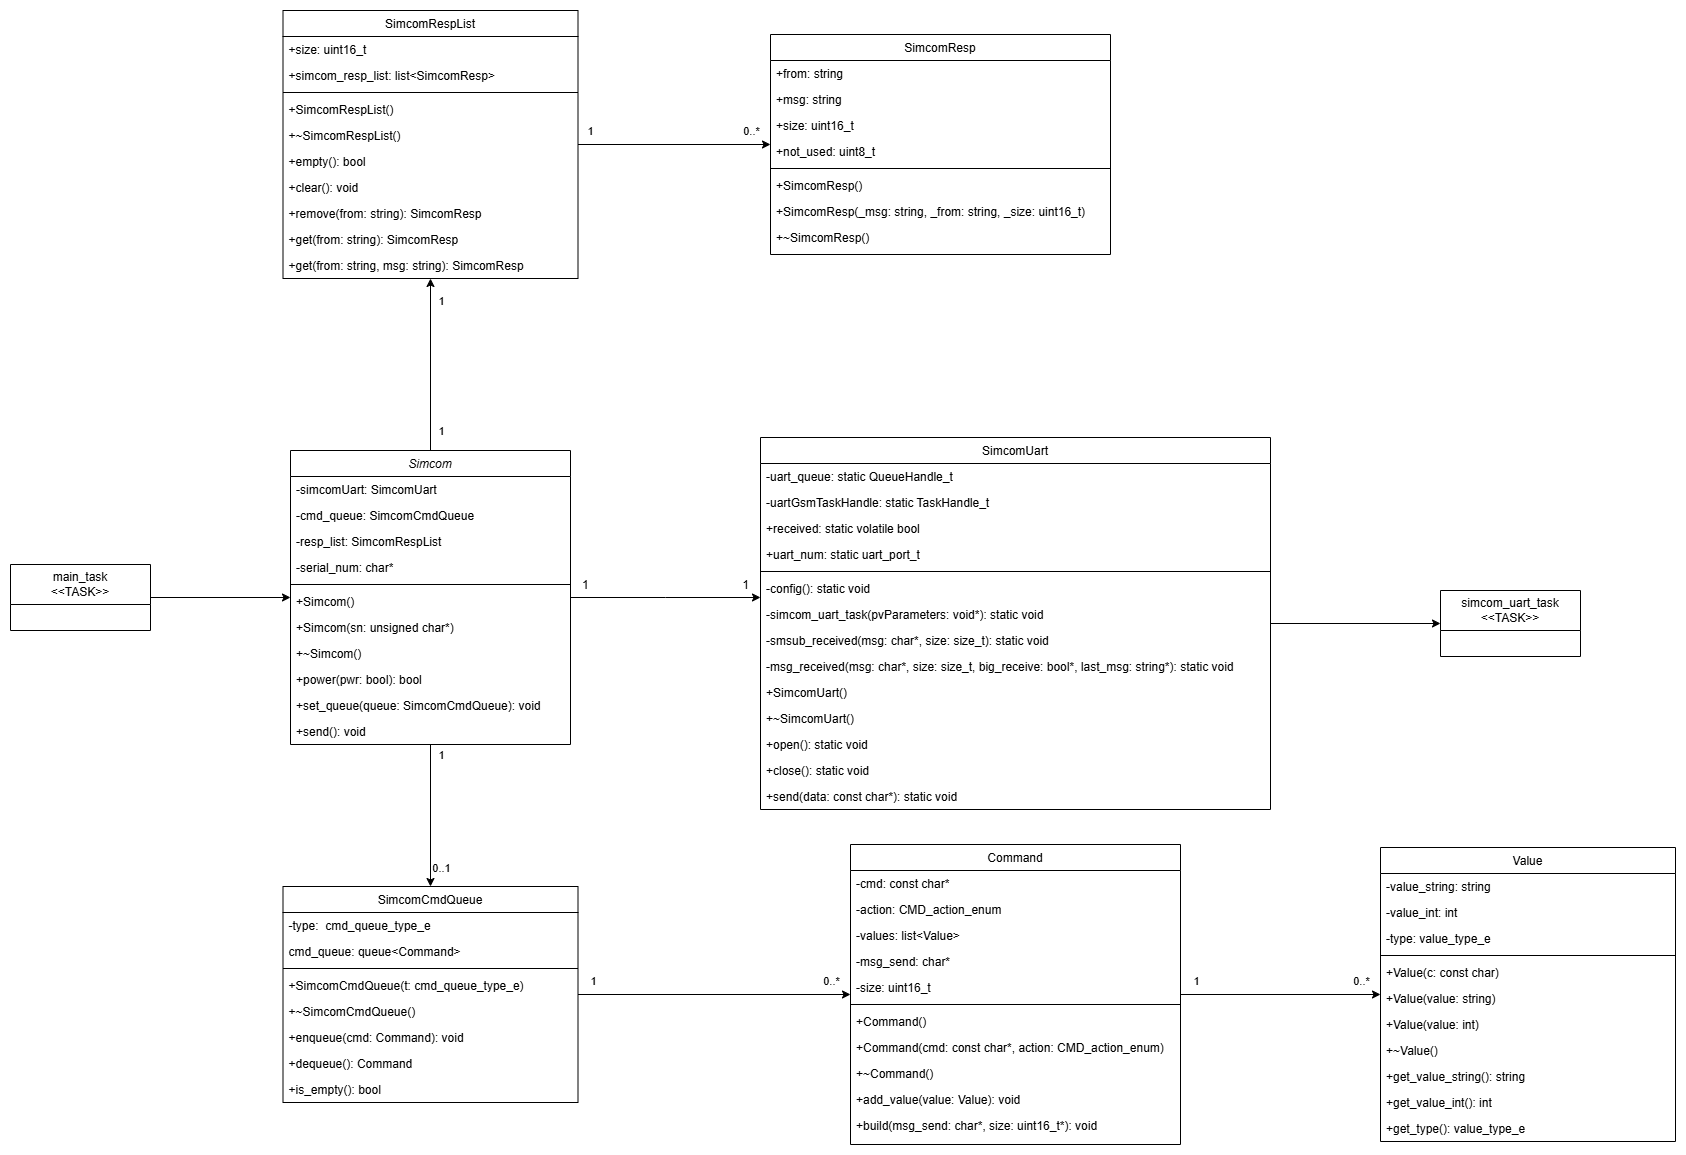 SimcomRespList
+size: uint16_t
+simcom_resp_list: list<SimcomResp>
+SimcomRespList()
+~SimcomRespList()
+empty(): bool
+clear(): void
+remove(from: string): SimcomResp
+get(from: string): SimcomResp
+get(from: string, msg: string): SimcomResp
1
0..*
SimcomResp
+from: string
+msg: string
+size: uint16_t
+not_used: uint8_t
+SimcomResp()
+SimcomResp(_msg: string, _from: string, _size: uint16_t)
+~SimcomResp()
1
1
main_task
<<TASK>>
Simcom
-simcomUart: SimcomUart
-cmd_queue: SimcomCmdQueue
-resp_list: SimcomRespList
-serial_num: char*
+Simcom()
+Simcom(sn: unsigned char*)
+~Simcom()
+power(pwr: bool): bool
+set_queue(queue: SimcomCmdQueue): void
+send(): void
1
1
SimcomUart
-uart_queue: static QueueHandle_t
-uartGsmTaskHandle: static TaskHandle_t
+received: static volatile bool
+uart_num: static uart_port_t
-config(): static void
-simcom_uart_task(pvParameters: void*): static void
-smsub_received(msg: char*, size: size_t): static void
-msg_received(msg: char*, size: size_t, big_receive: bool*, last_msg: string*): static void
+SimcomUart()
+~SimcomUart()
+open(): static void
+close(): static void
+send(data: const char*): static void
simcom_uart_task
<<TASK>>
1
0..1
SimcomCmdQueue
-type:  cmd_queue_type_e
cmd_queue: queue<Command>
+SimcomCmdQueue(t: cmd_queue_type_e)
+~SimcomCmdQueue()
+enqueue(cmd: Command): void
+dequeue(): Command
+is_empty(): bool
1
0..*
Command
-cmd: const char*
-action: CMD_action_enum
-values: list<Value>
-msg_send: char*
-size: uint16_t
+Command()
+Command(cmd: const char*, action: CMD_action_enum)
+~Command()
+add_value(value: Value): void
+build(msg_send: char*, size: uint16_t*): void
1
0..*
Value
-value_string: string
-value_int: int
-type: value_type_e
+Value(c: const char)
+Value(value: string)
+Value(value: int)
+~Value()
+get_value_string(): string
+get_value_int(): int
+get_type(): value_type_e